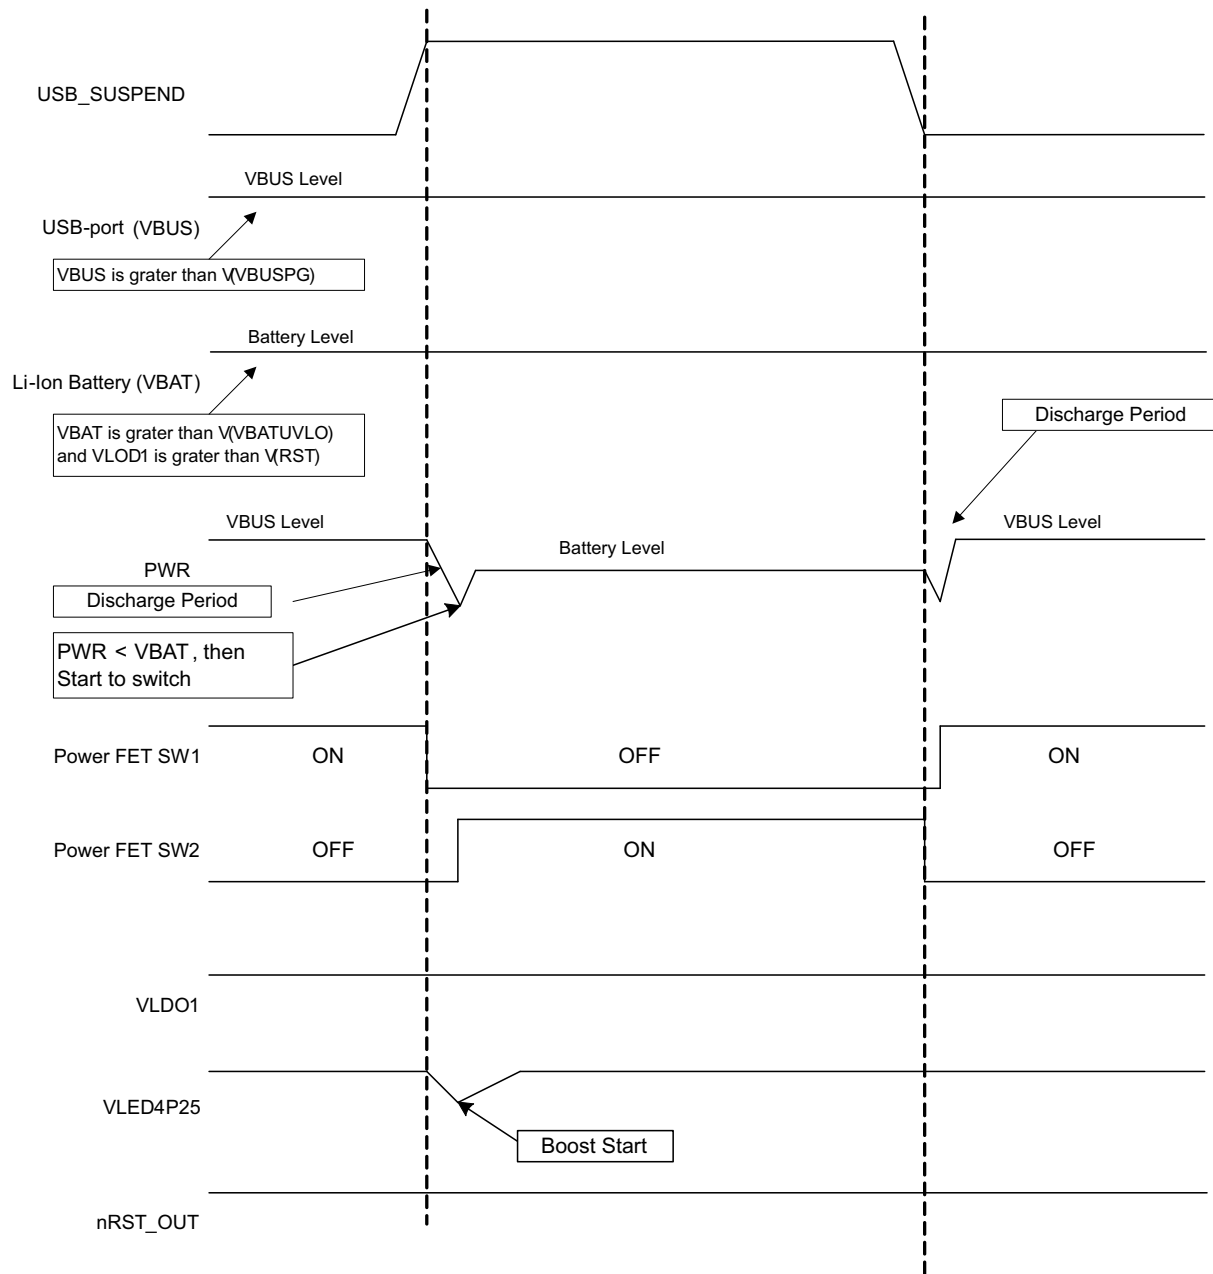 USB_SUSPEND
VBUS Level
USB-port (VBUS)
VBUS is grater than V(VBUSPG)
Battery Level
Li-Ion Battery (VBAT)
VBAT is grater than V(VBATUVLO)
and VLOD1 is grater than V(RST)
Discharge Period
VBUS Level
VBUS Level
Battery Level
PWR
Discharge Period
PWR < VBAT, then
Start to switch
Power FET SW1
ON
OFF
ON
Power FET SW2
OFF
ON
OFF
VLDO1
VLED4P25
Boost Start
nRST_OUT